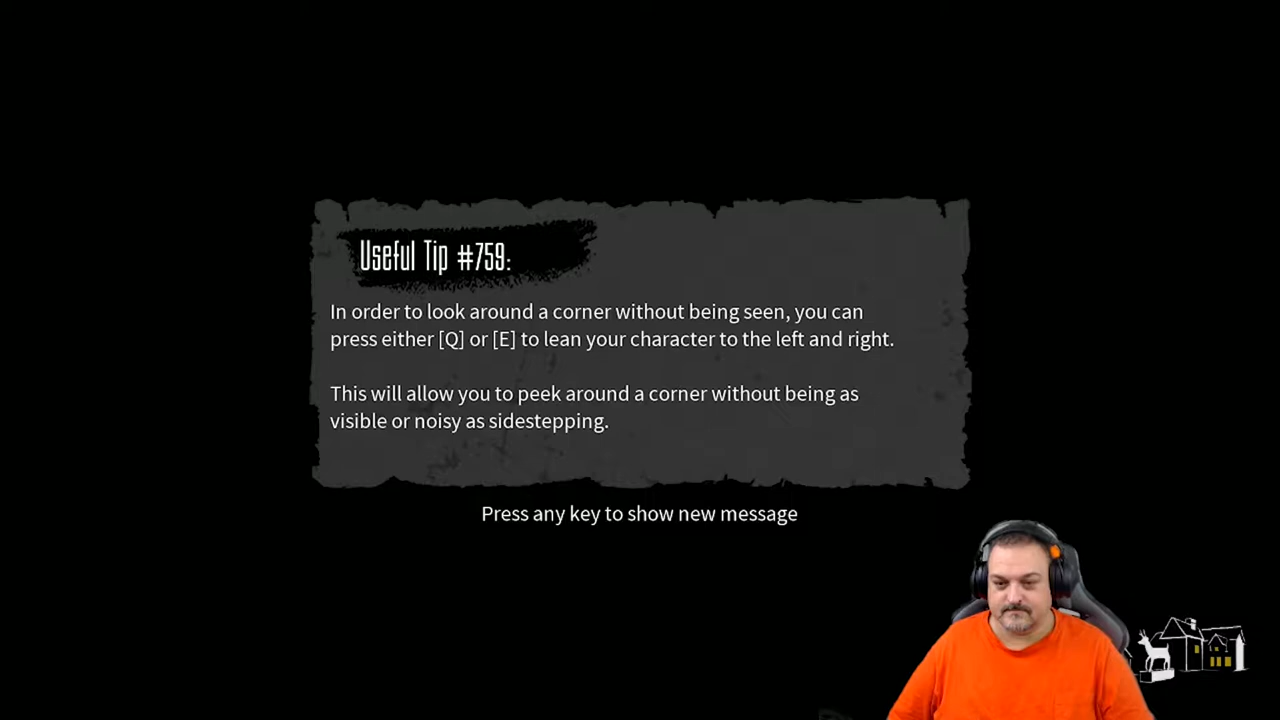 Useful Tip #759:
In order to look around a corner without being seen, you can
press either [Q] or [E] to lean your character to the left and right.
This will allow you to peek around a corner without being as
visible or noisy as sidestepping.
Press any key to show new message